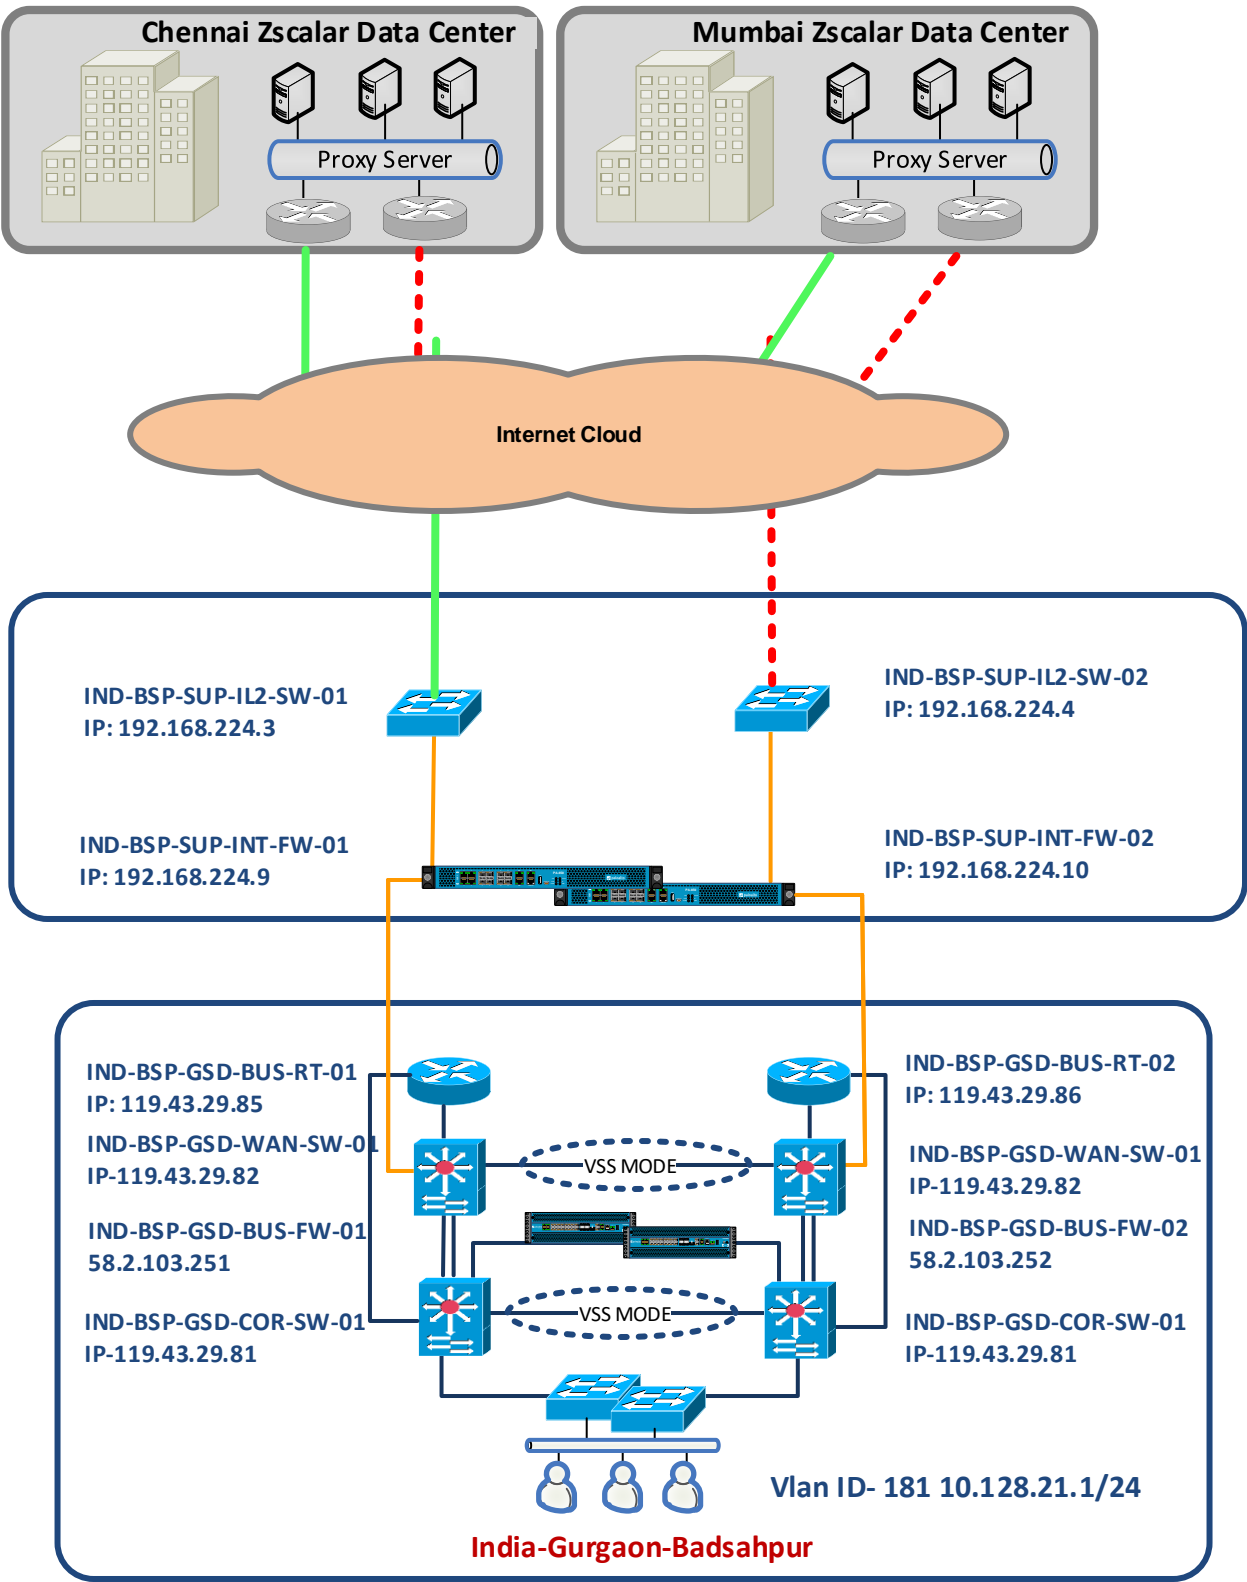 Chennai Zscalar Data Center
Mumbai Zscalar Data Center
Proxy Server
Proxy Server
Internet Cloud
IND-BSP-SUP-IL2-SW-01
IP: 192.168.224.3
IND-BSP-SUP-IL2-SW-02
IP: 192.168.224.4
IND-BSP-SUP-INT-FW-01
IP: 192.168.224.9
IND-BSP-SUP-INT-FW-02
IP: 192.168.224.10
IND-BSP-GSD-BUS-RT-01
IP: 119.43.29.85
IND-BSP-GSD-BUS-RT-02
IP: 119.43.29.86
IND-BSP-GSD-WAN-SW-01
IP-119.43.29.82
VSS MODE
IND-BSP-GSD-WAN-SW-01
IP-119.43.29.82
IND-BSP-GSD-BUS-FW-01
58.2.103.251
IND-BSP-GSD-BUS-FW-02
58.2.103.252
IND-BSP-GSD-COR-SW-01
IP-119.43.29.81
VSS MODE
IND-BSP-GSD-COR-SW-01
IP-119.43.29.81
Vlan ID- 181 10.128.21.1/24
India-Gurgaon-Badsahpur